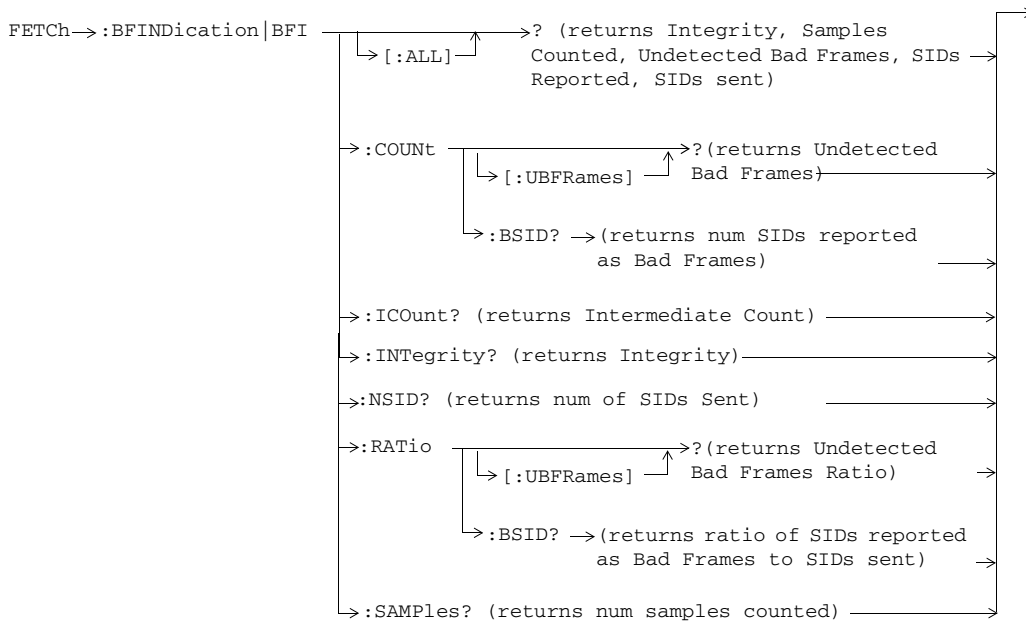 FETCh :BFINDication|BFI ? (returns Integrity, Samples
[:ALL] Counted, Undetected Bad Frames, SIDs
Reported, SIDs sent)
:COUNt ?(returns Undetected
[:UBFRames] Bad Frames)
:BSID? (returns num SIDs reported
as Bad Frames)
:ICOunt? (returns Intermediate Count)
:INTegrity? (returns Integrity)
:NSID? (returns num of SIDs Sent)
:RATio ?(returns Undetected
[:UBFRames] Bad Frames Ratio)
:BSID? (returns ratio of SIDs reported
as Bad Frames to SIDs sent)
:SAMPles? (returns num samples counted)